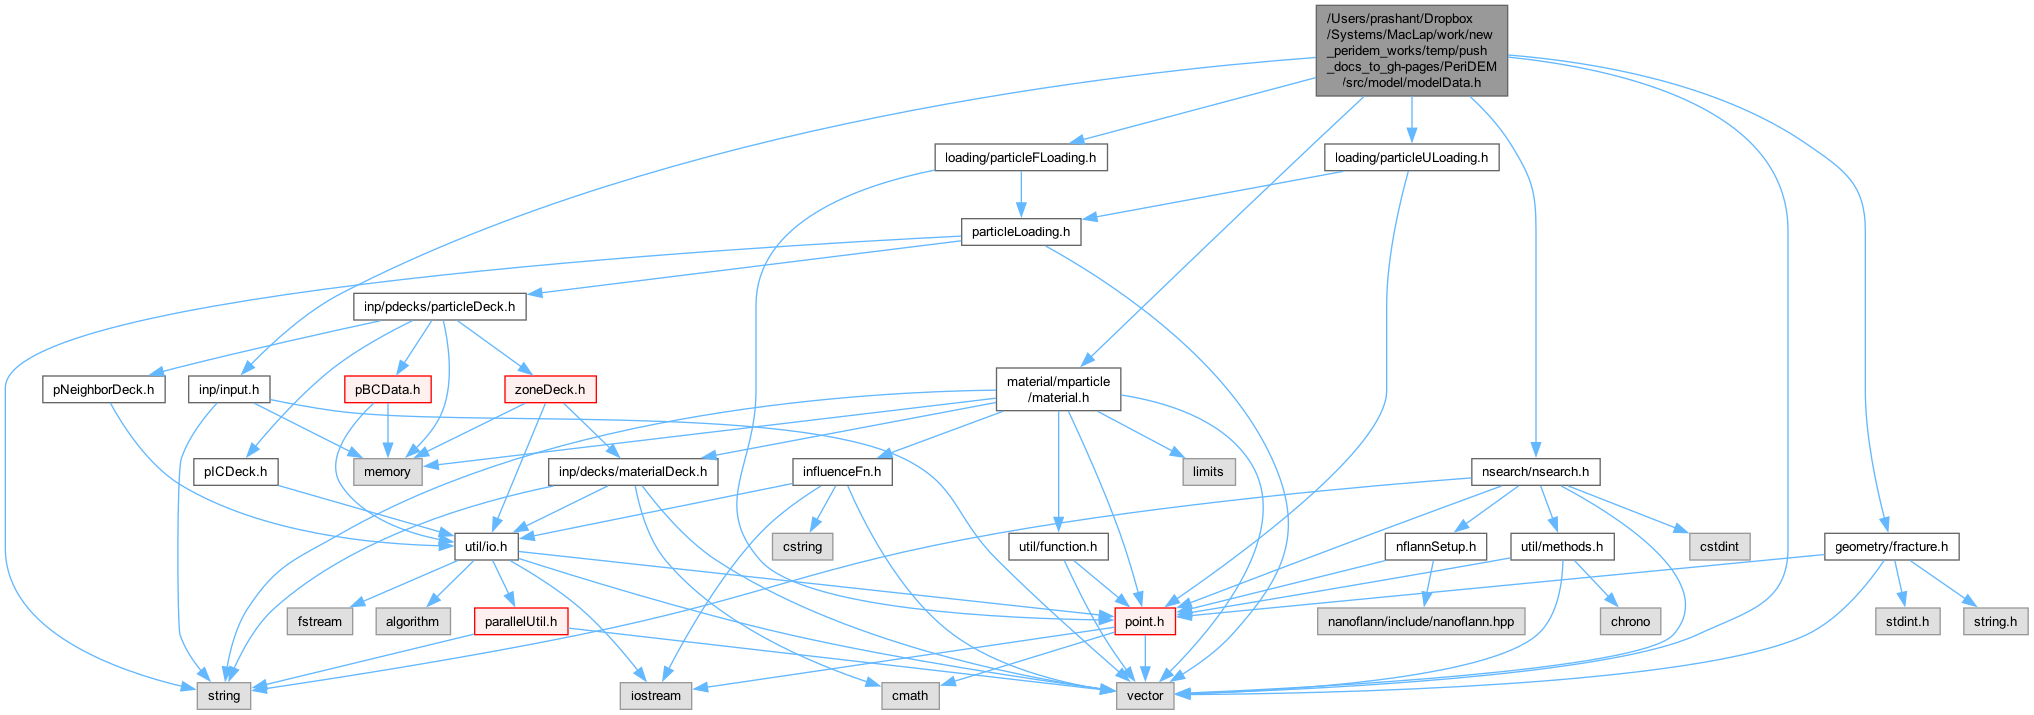 /Users/prashant/Dropbox
/Systems/MacLap/work/new
_peridem_works/temp/push
_docs_to_gh-pages/PeriDEM
/src/model/modelData.h
loading/particleFLoading.h
loading/particleULoading.h
particleLoading.h
inp/pdecks/particleDeck.h
pNeighborDeck.h
inp/input.h
pBCData.h
zoneDeck.h
material/mparticle
/material.h
pICDeck.h
memory
inp/decks/materialDeck.h
influenceFn.h
limits
nsearch/nsearch.h
util/io.h
cstring
util/function.h
nflannSetup.h
util/methods.h
cstdint
geometry/fracture.h
fstream
algorithm
parallelUtil.h
point.h
nanoflann/include/nanoflann.hpp
chrono
stdint.h
string.h
string
iostream
cmath
vector